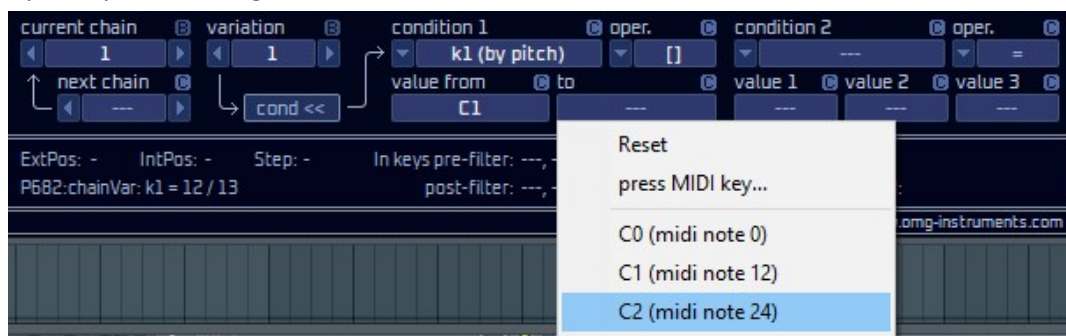 current chain B variation B condition 1 C oper. C condition 2 C oper. C
1 1 k1 (by pitch) [] --- =
next chain C value from C to C value 1 C value 2 C value 3 C
--- cond << C1 --- --- --- ---
ExtPos: - IntPos: - Step: - In keys pre-filter: ---, -
P682:chainVar: k1 = 12 / 13 post-filter: ---, - :
.omg-instruments.com
Reset
press MIDI key...
C0 (midi note 0)
C1 (midi note 12)
C2 (midi note 24)